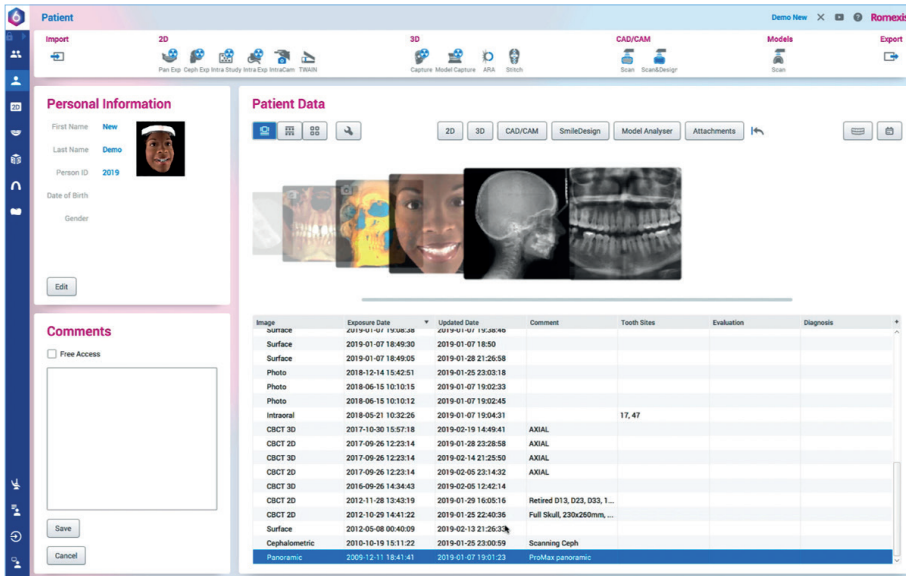 Patient
Demo New
Romexis
Import
2D
3D
CAD/CAM
Models
Export
Pan Exp Ceph Exp Intra Study Intra Exp IntraCam TWAIN
Capture Model Capture ARA Stitch
Scan Scan&Design
Scan
2D
Personal Information
First Name New
Last Name Demo
Person ID 2019
Date of Birth
Gender
Edit
Comments
Free Access
Save
Cancel
Patient Data
2D 3D CAD/CAM SmileDesign Model Analyser Attachments
Image Exposure Date Updated Date Comment Tooth Sites Evaluation Diagnosis
Surface 2019-01-07 19:08:38 2019-01-07 19:38:46
Surface 2019-01-07 18:49:30 2019-01-07 18:50
Surface 2019-01-07 18:49:05 2019-01-28 21:26:58
Photo 2018-12-14 15:42:51 2019-01-25 23:03:18
Photo 2018-06-15 10:10:15 2019-01-07 19:02:33
Photo 2018-06-15 10:10:12 2019-01-07 19:02:45
Intraoral 2018-05-21 10:32:26 2019-01-07 19:04:31 17, 47
CBCT 3D 2017-10-30 15:57:18 2019-02-19 14:49:41 AXIAL
CBCT 2D 2017-09-26 12:23:14 2019-01-28 23:28:58 AXIAL
CBCT 3D 2017-09-26 12:23:14 2019-02-14 21:25:50 AXIAL
CBCT 2D 2017-09-26 12:23:14 2019-02-05 23:14:32 AXIAL
CBCT 3D 2016-09-26 14:34:43 2019-02-05 12:42:14
CBCT 2D 2012-11-28 13:43:19 2019-01-29 16:05:16 Retired D13, D23, D33, 1...
CBCT 2D 2012-10-29 14:41:22 2019-01-25 22:40:36 Full Skull, 230x260mm, ...
Surface 2012-05-08 00:40:09 2019-02-13 21:26:33
Cephalometric 2010-10-19 15:11:22 2019-01-25 23:00:59 Scanning Ceph
Panoramic 2009-12-11 18:41:41 2019-01-07 19:01:23 ProMax panoramic